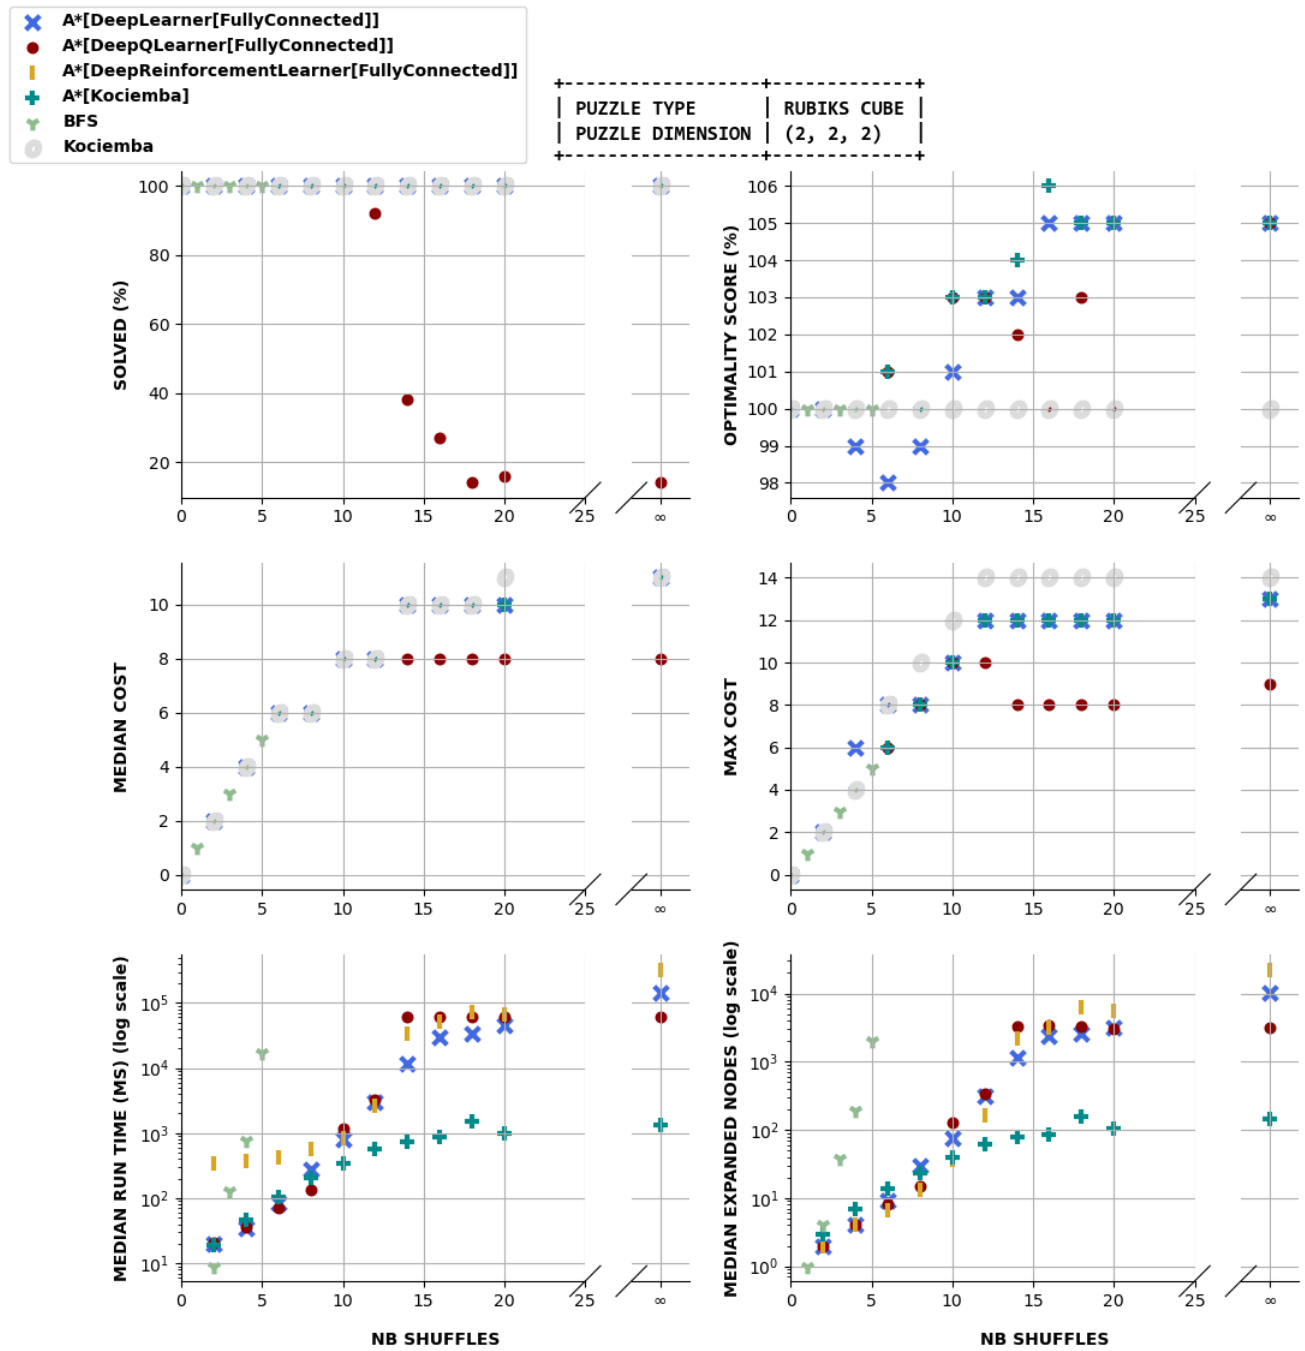 A*[DeepLearner[FullyConnected]]
A*[DeepQLearner[FullyConnected]]
A*[DeepReinforcementLearner[FullyConnected]]
A*[Kociemba]
BFS
Kociemba
+-----------------+--------------+
| PUZZLE TYPE | RUBIKS CUBE |
| PUZZLE DIMENSION | (2, 2, 2) |
+-----------------+--------------+
SOLVED (%)
100
80
60
40
20
0 5 10 15 20 25 ∞
OPTIMALITY SCORE (%)
106
105
104
103
102
101
100
99
98
0 5 10 15 20 25 ∞
MEDIAN COST
10
8
6
4
2
0
0 5 10 15 20 25 ∞
MAX COST
14
12
10
8
6
4
2
0
0 5 10 15 20 25 ∞
MEDIAN RUN TIME (MS) (log scale)
10⁵
10⁴
10³
10²
10¹
0 5 10 15 20 25 ∞
NB SHUFFLES
MEDIAN EXPANDED NODES (log scale)
10⁴
10³
10²
10¹
10⁰
0 5 10 15 20 25 ∞
NB SHUFFLES